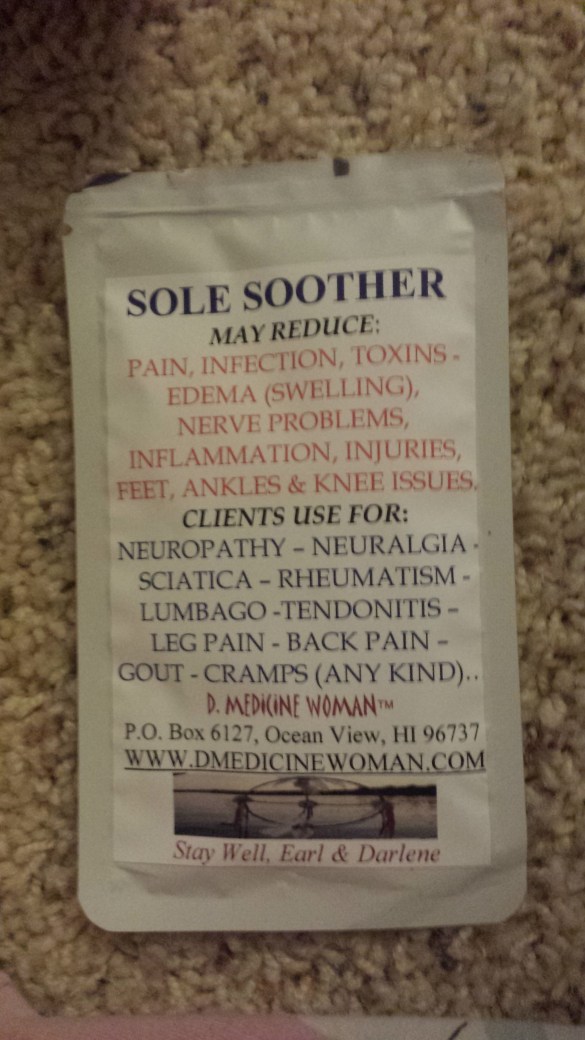 SOLE SOOTHER
MAY REDUCE:
PAIN, INFECTION, TOXINS -
EDEMA (SWELLING),
NERVE PROBLEMS,
INFLAMMATION, INJURIES,
FEET, ANKLES & KNEE ISSUES.
CLIENTS USE FOR:
NEUROPATHY – NEURALGIA -
SCIATICA – RHEUMATISM -
LUMBAGO -TENDONITIS –
LEG PAIN - BACK PAIN –
GOUT - CRAMPS (ANY KIND)..
D. MEDICINE WOMAN™
P.O. Box 6127, Ocean View, HI 96737
WWW.DMEDICINEWOMAN.COM
Stay Well, Earl & Darlene